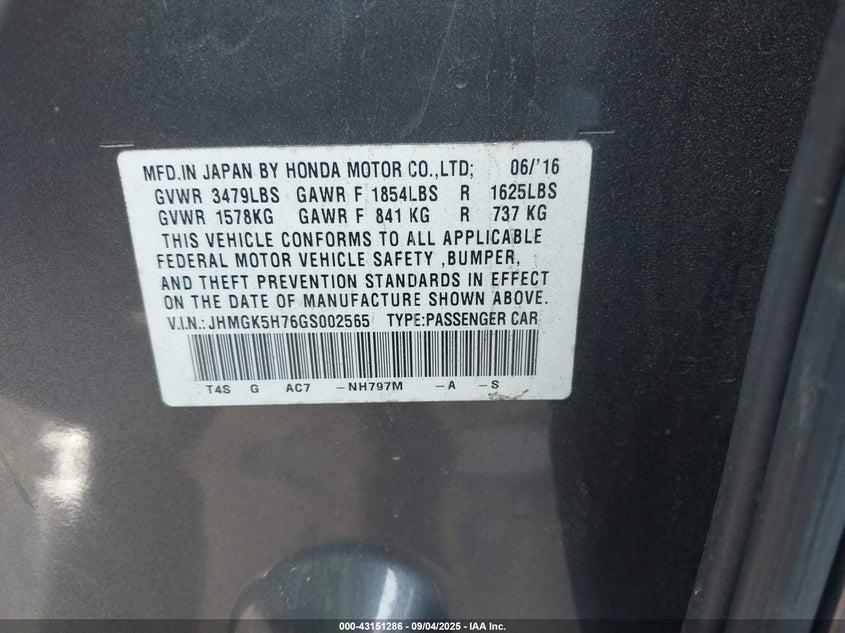 MFD.IN JAPAN BY HONDA MOTOR CO.,LTD; 06/'16
GVWR 3479LBS GAWR F 1854LBS R 1625LBS
GVWR 1578KG GAWR F 841 KG R 737 KG
THIS VEHICLE CONFORMS TO ALL APPLICABLE
FEDERAL MOTOR VEHICLE SAFETY ,BUMPER,
AND THEFT PREVENTION STANDARDS IN EFFECT
ON THE DATE OF MANUFACTURE SHOWN ABOVE.
V.I.N.:JHMGK5H76GS002565 TYPE:PASSENGER CAR
T4S G AC7 -NH797M -A -S
000-43151286 - 09/04/2025 - IAA Inc.